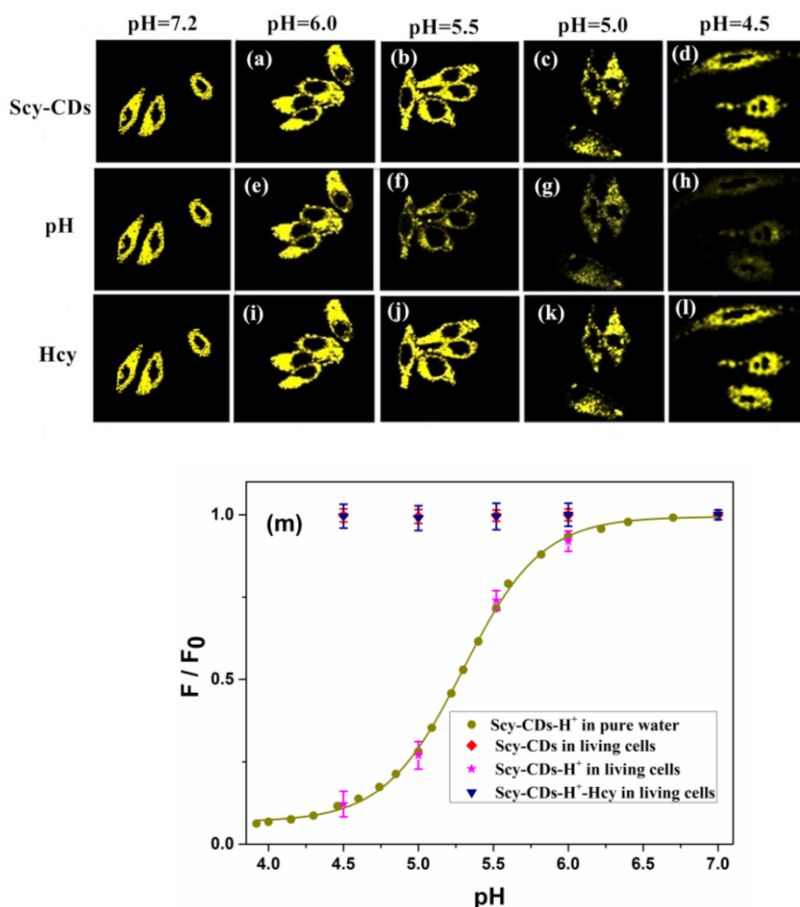 pH=7.2 pH=6.0 pH=5.5 pH=5.0 pH=4.5
Scy-CDs (a) (b) (c) (d)
pH (e) (f) (g) (h)
Hcy (i) (j) (k) (l)
(m)
1.0
0.5
0.0
F / F₀
Scy-CDs-H⁺ in pure water
Scy-CDs in living cells
Scy-CDs-H⁺ in living cells
Scy-CDs-H⁺-Hcy in living cells
4.0 4.5 5.0 5.5 6.0 6.5 7.0
pH